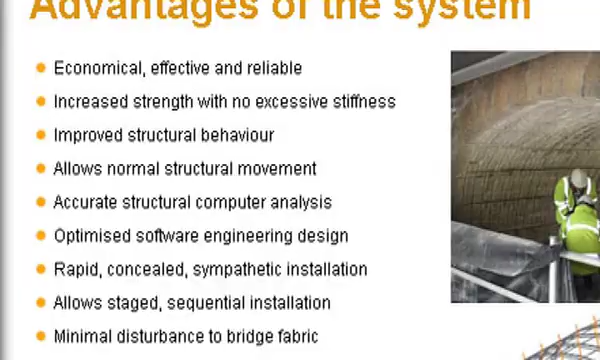 Advantages of the system
Economical, effective and reliable
Increased strength with no excessive stiffness
Improved structural behaviour
Allows normal structural movement
Accurate structural computer analysis
Optimised software engineering design
Rapid, concealed, sympathetic installation
Allows staged, sequential installation
Minimal disturbance to bridge fabric